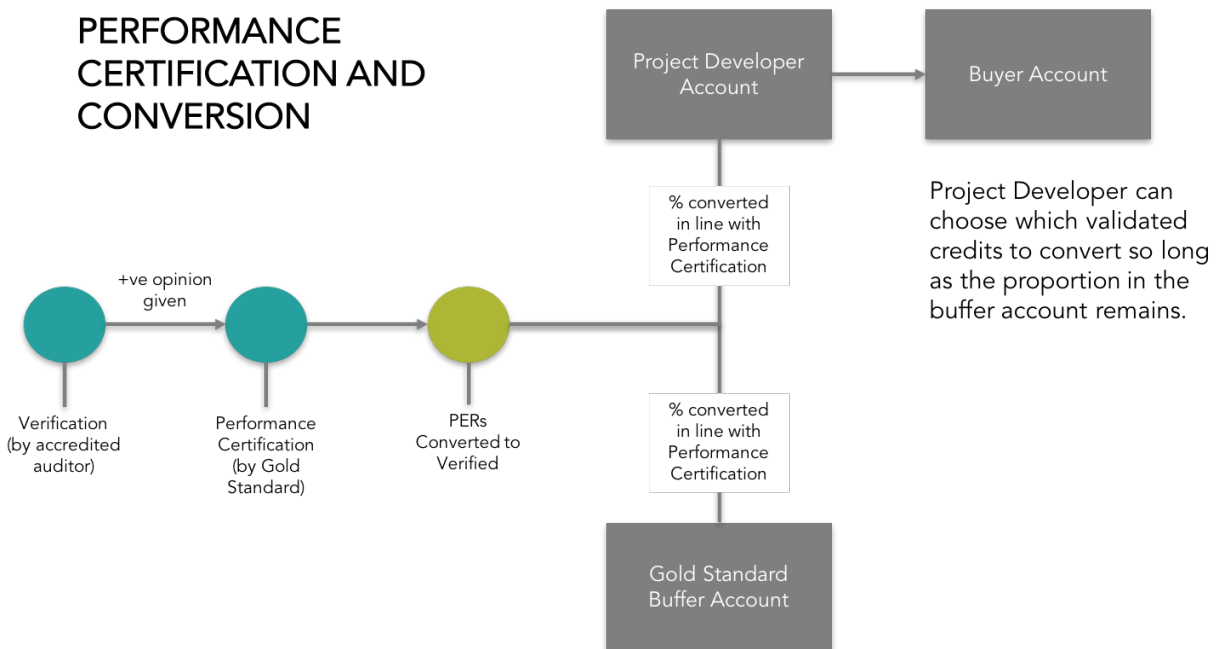 PERFORMANCE
CERTIFICATION AND
CONVERSION
Project Developer
Account
Buyer Account
% converted
in line with
Performance
Certification
Project Developer can
choose which validated
credits to convert so long
as the proportion in the
buffer account remains.
+ve opinion
given
Verification
(by accredited
auditor)
Performance
Certification
(by Gold
Standard)
PERs
Converted to
Verified
% converted
in line with
Performance
Certification
Gold Standard
Buffer Account